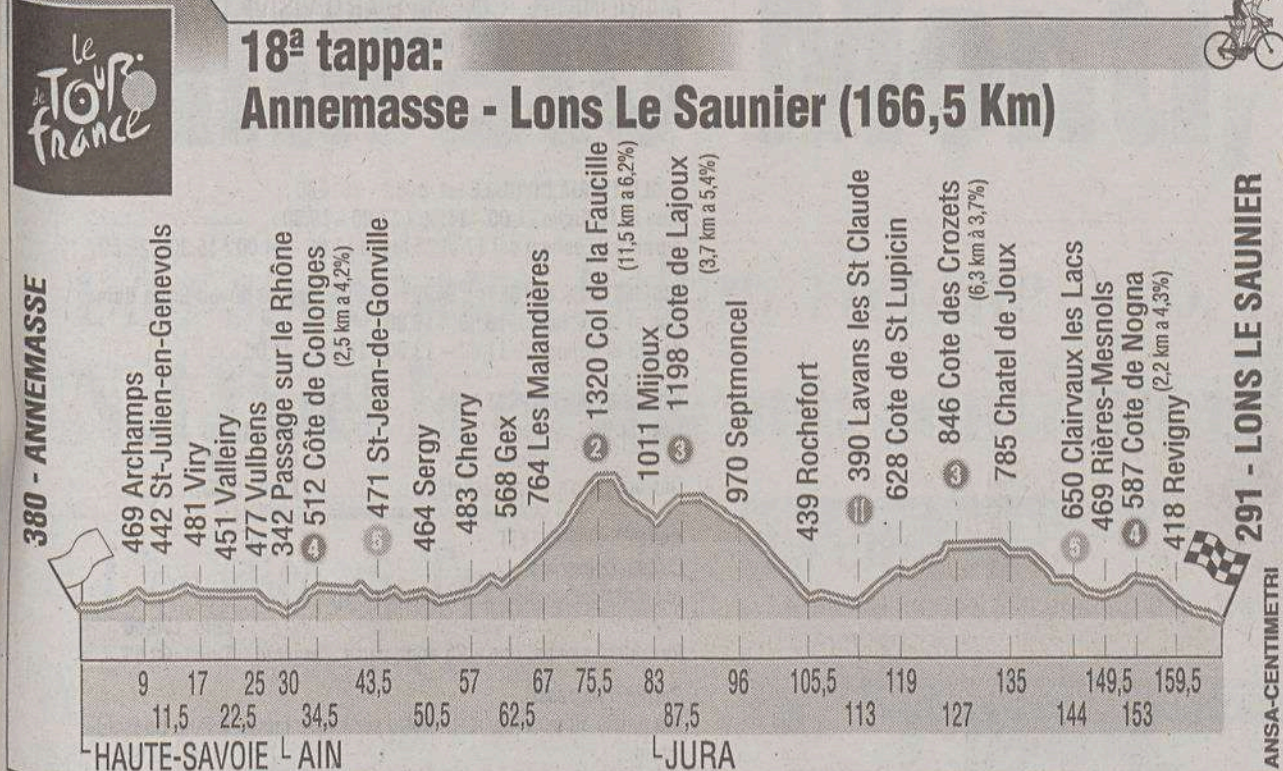 le
de TOUR
france
18ª tappa:
Annemasse - Lons Le Saunier (166,5 Km)
380 - ANNEMASSE
469 Archamps
442 St-Julien-en-Genevols
481 Viry
451 Valleiry
477 Vulbens
342 Passage sur le Rhône
4 512 Côte de Collonges
(2,5 km a 4,2%)
S 471 St-Jean-de-Gonville
464 Sergy
483 Chevry
568 Gex
764 Les Malandières
2 1320 Col de la Faucille
(11,5 km a 6,2%)
1011 Mijoux
3 1198 Cote de Lajoux
(3,7 km a 5,4%)
970 Septmoncel
439 Rochefort
390 Lavans les St Claude
628 Cote de St Lupicin
3 846 Cote des Crozets
(6,3 km à 3,7%)
785 Chatel de Joux
S 650 Clairvaux les Lacs
469 Rières-Mesnols
4 587 Cote de Nogna
(2,2 km a 4,3%)
418 Revigny
291 - LONS LE SAUNIER
9 17 25 30 43,5 57 67 75,5 83 96 105,5 119 135 149,5 159,5
11,5 22,5 34,5 50,5 62,5 87,5 113 127 144 153
HAUTE-SAVOIE AIN JURA
ANSA-CENTIMETRI